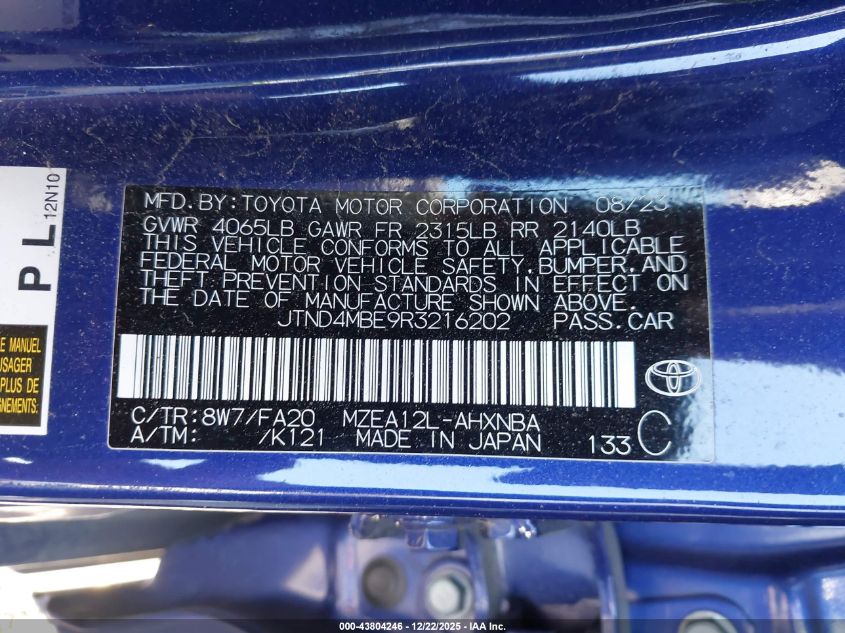 MFD. BY: TOYOTA MOTOR CORPORATION 08/23
GVWR 4065LB GAWR FR 2315LB RR 2140LB
THIS VEHICLE CONFORMS TO ALL APPLICABLE
FEDERAL MOTOR VEHICLE SAFETY, BUMPER, AND
THEFT PREVENTION STANDARDS IN EFFECT ON
THE DATE OF MANUFACTURE SHOWN ABOVE.
JTND4MBE9R3216202 PASS. CAR
C/TR: 8W7/FA20 MZEA12L-AHXNBA
A/TM: /K121 MADE IN JAPAN 133 C
PL
12N10
E MANUEL
USAGER
PLUS DE
GNEMENTS.
000-43804246 - 12/22/2025 - IAA Inc.